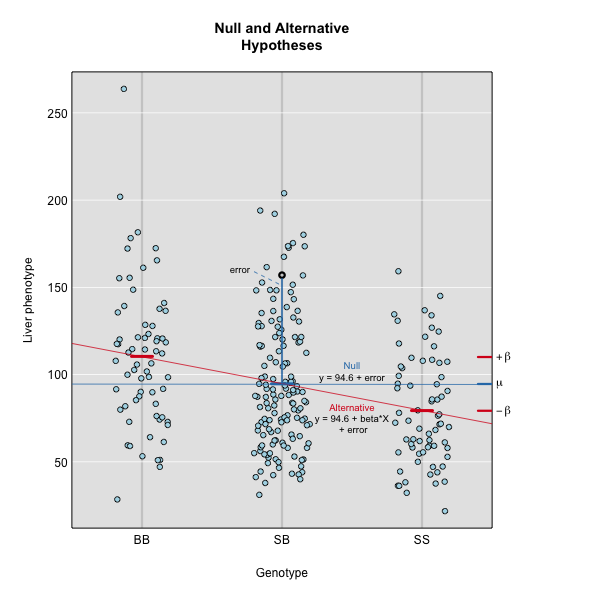 Null and Alternative
Hypotheses
Liver phenotype
250
200
150
100
50
error
Null
y = 94.6 + error
Alternative
y = 94.6 + beta*X
+ error
+ β
μ
− β
BB
SB
SS
Genotype